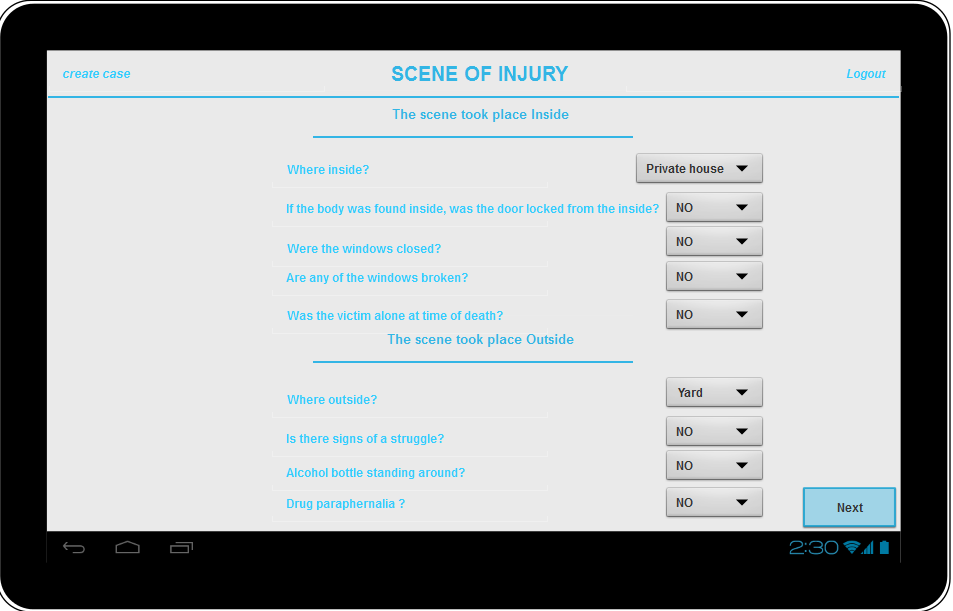 create case
SCENE OF INJURY
Logout
The scene took place Inside
Where inside? Private house
If the body was found inside, was the door locked from the inside? NO
Were the windows closed? NO
Are any of the windows broken? NO
Was the victim alone at time of death? NO
The scene took place Outside
Where outside? Yard
Is there signs of a struggle? NO
Alcohol bottle standing around? NO
Drug paraphernalia ? NO
Next
2:30